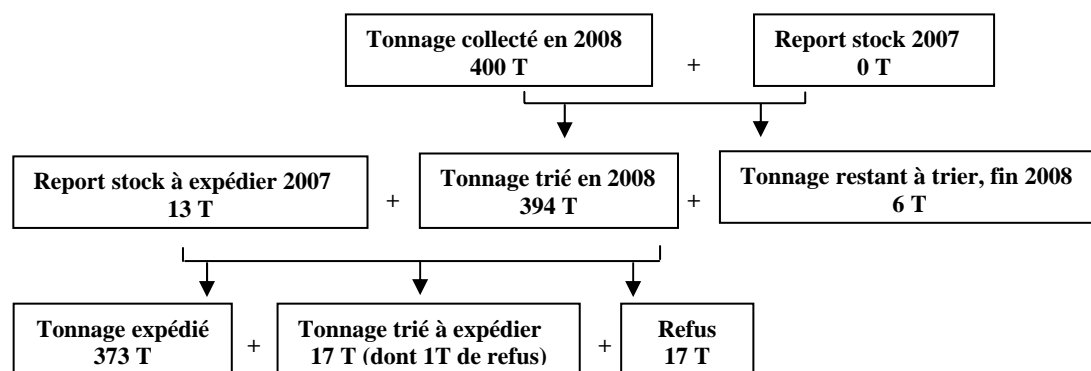 Tonnage collecté en 2008
400 T
+
Report stock 2007
0 T
Report stock à expédier 2007
13 T
+
Tonnage trié en 2008
394 T
+
Tonnage restant à trier, fin 2008
6 T
Tonnage expédié
373 T
+
Tonnage trié à expédier
17 T (dont 1T de refus)
+
Refus
17 T